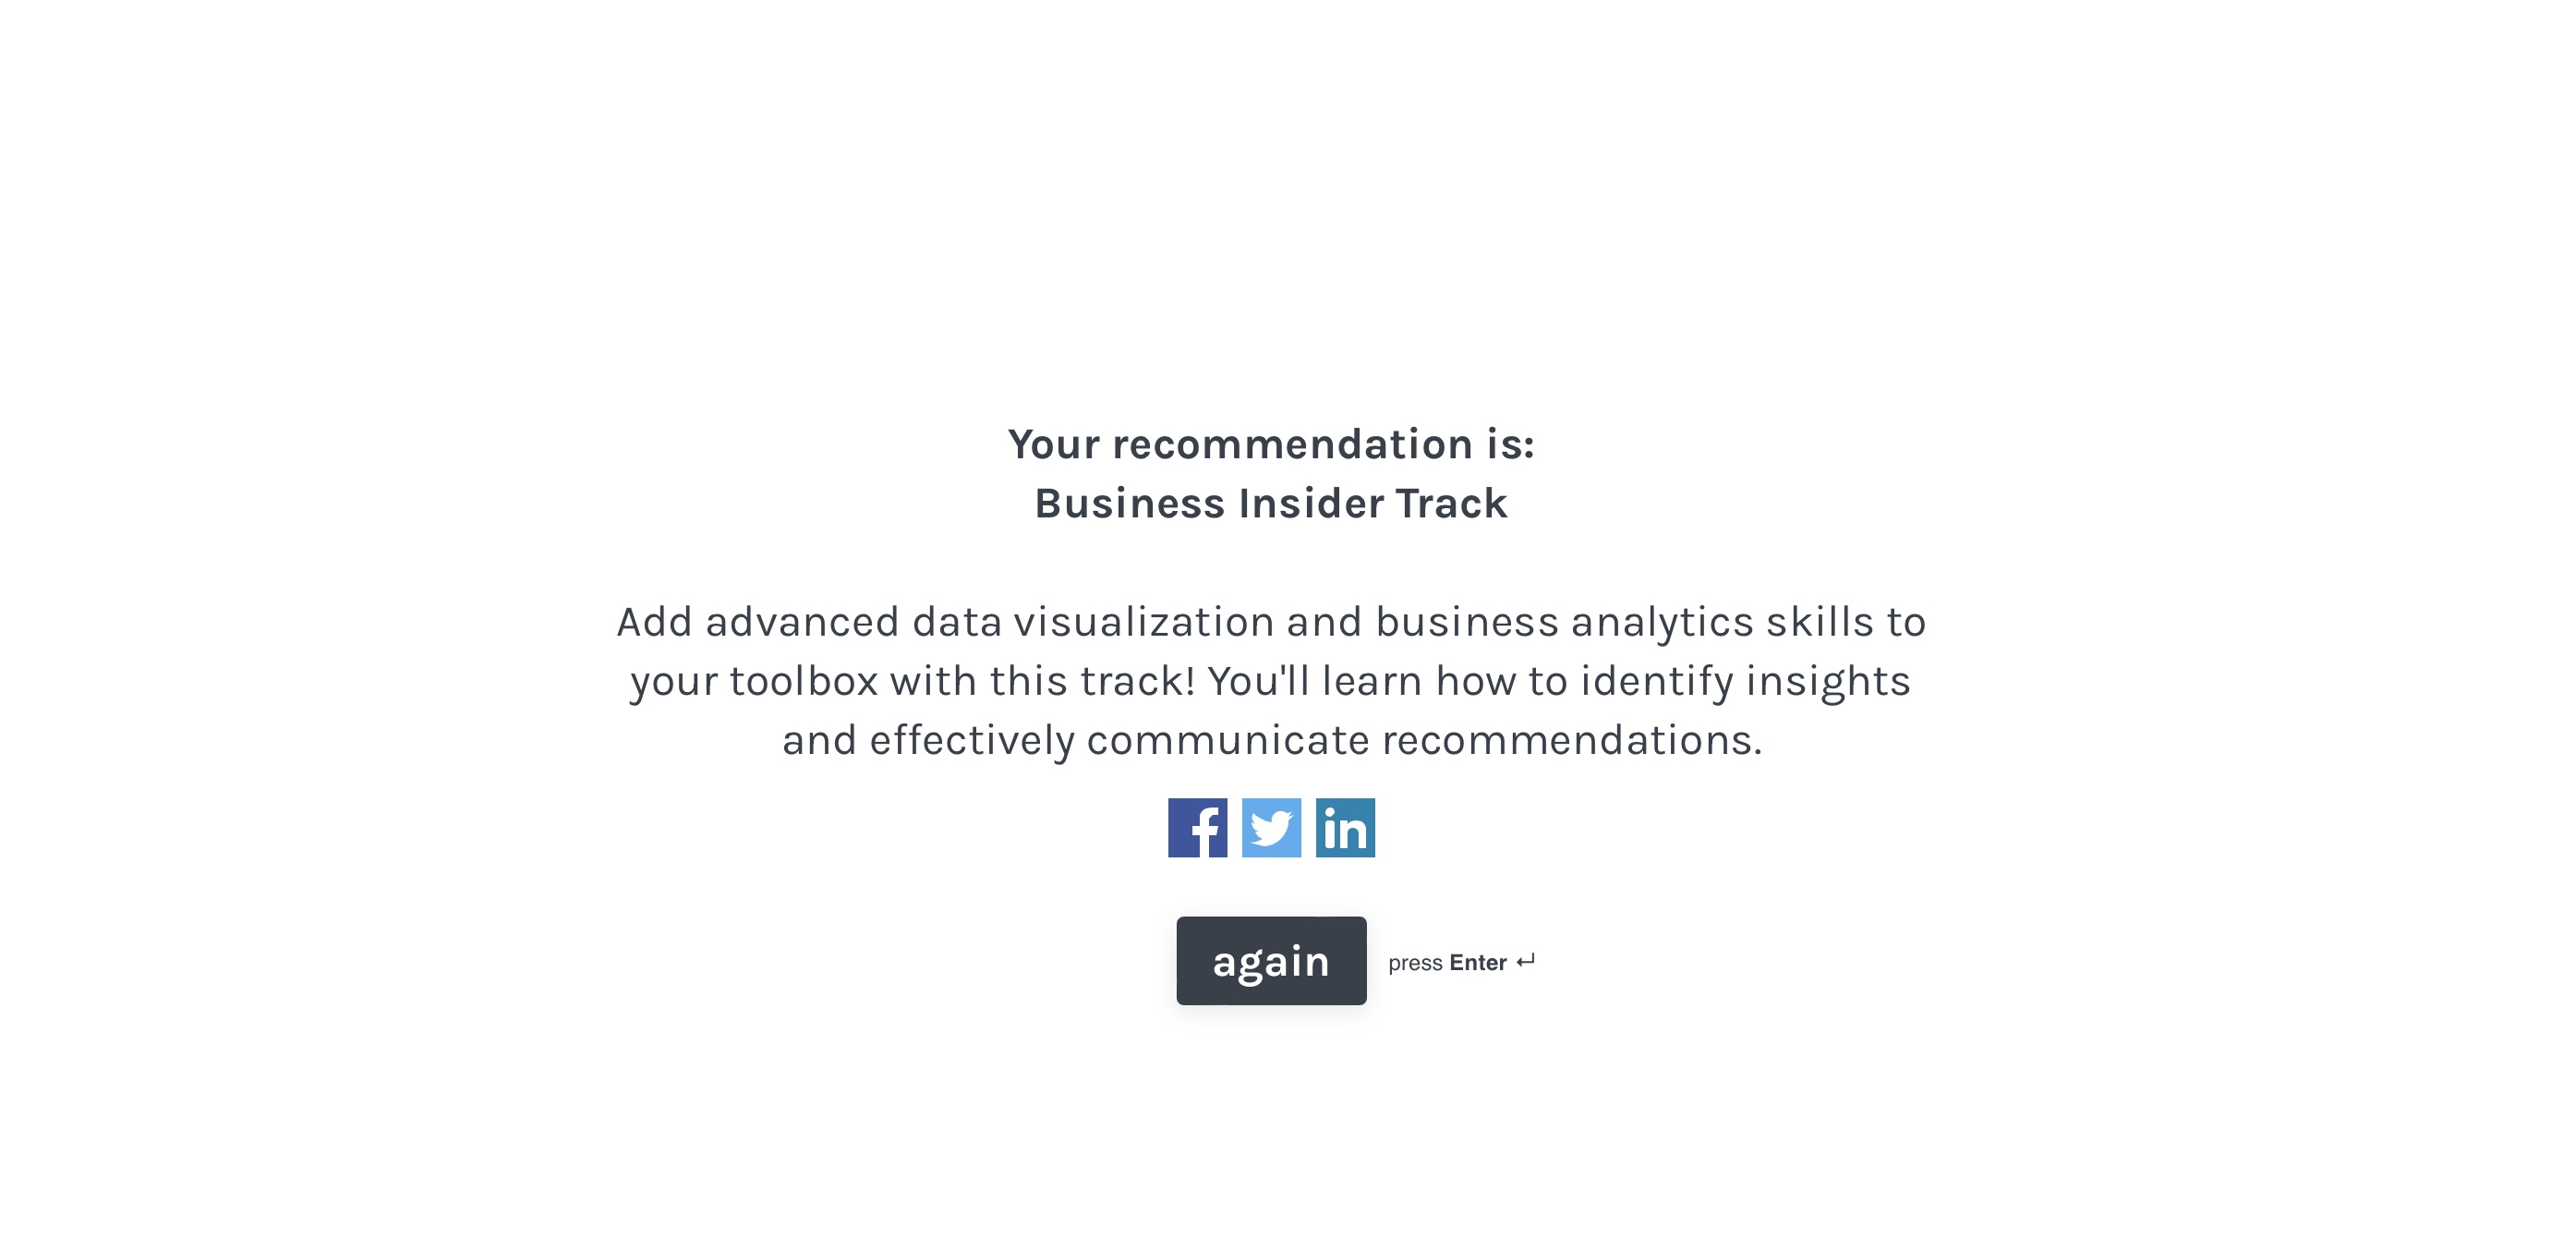 Your recommendation is:
Business Insider Track
Add advanced data visualization and business analytics skills to
your toolbox with this track! You'll learn how to identify insights
and effectively communicate recommendations.
f in
again press Enter ↵